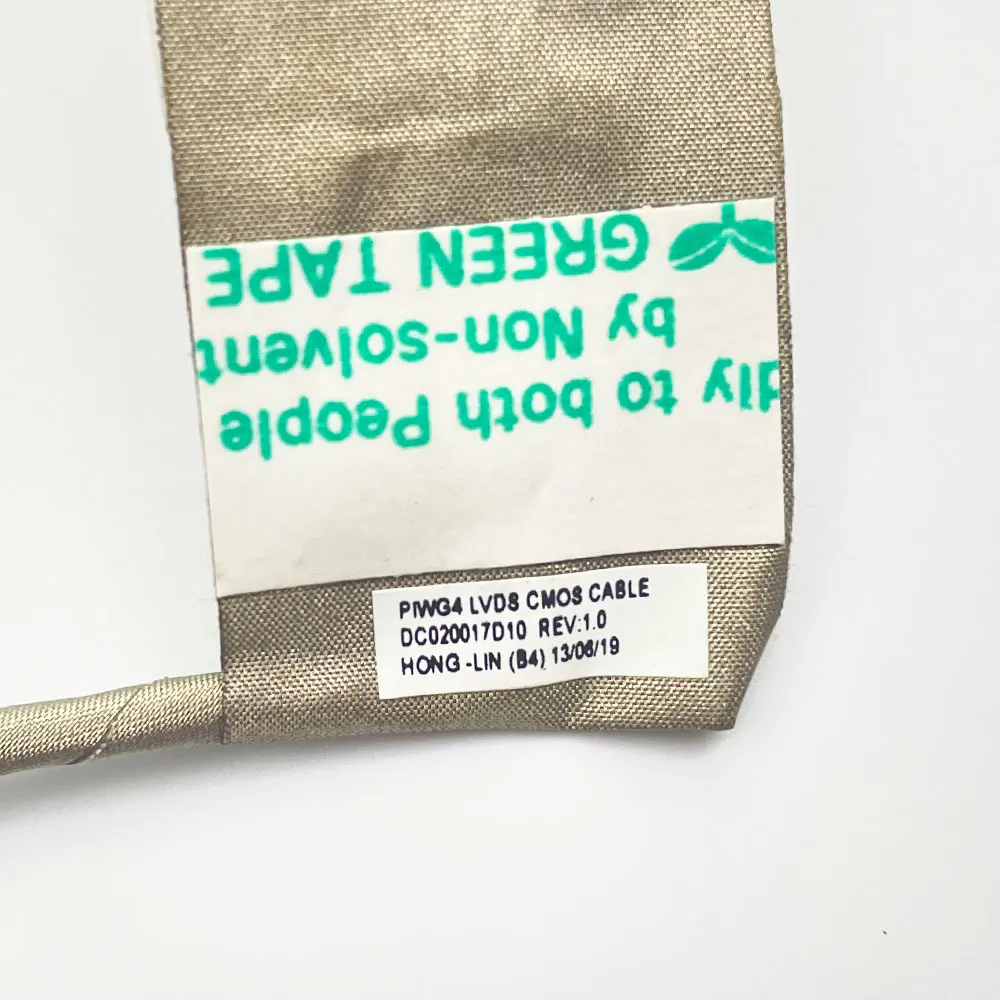 GREEN TAPE
by Non-solvent
dly to both People
PIWG4 LVDS CMOS CABLE
DC020017D10 REV:1.0
HONG-LIN (B4) 13/06/19